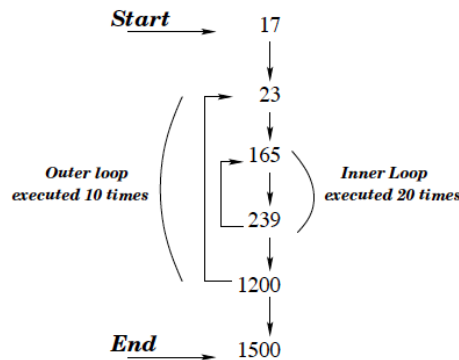 Start
17
23
165
Outer loop
executed 10 times
Inner Loop
executed 20 times
239
1200
End
1500